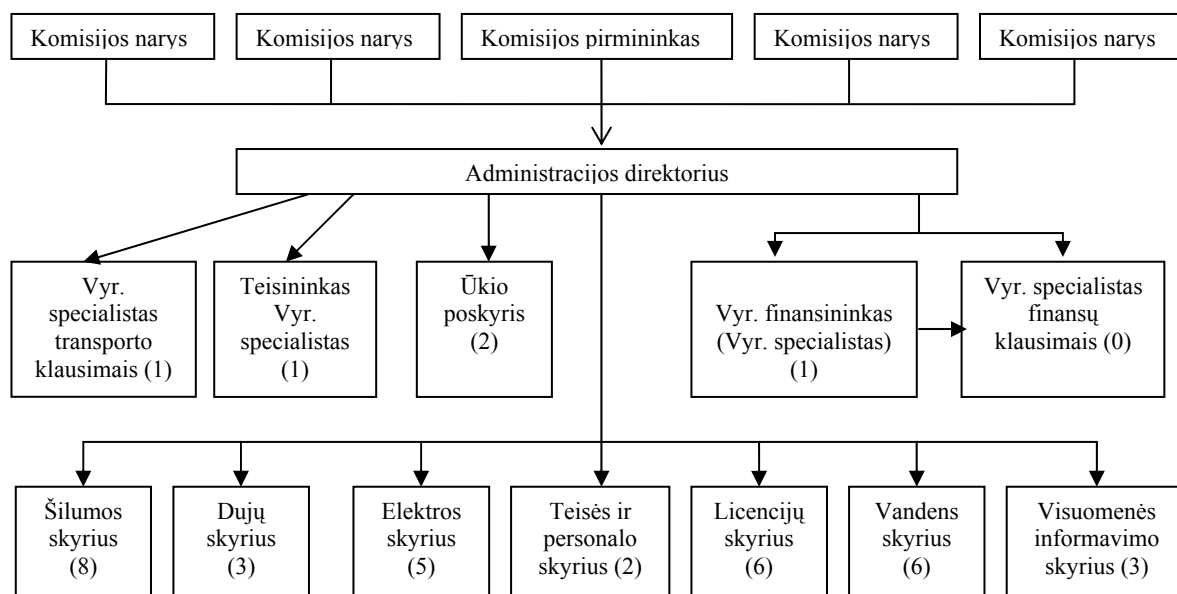 Komisijos narys
Komisijos narys
Komisijos pirmininkas
Komisijos narys
Komisijos narys
Administracijos direktorius
Vyr.
specialistas
transporto
klausimais (1)
Teisininkas
Vyr.
specialistas
(1)
Ūkio
poskyris
(2)
Vyr. finansininkas
(Vyr. specialistas)
(1)
Vyr. specialistas
finansų
klausimais (0)
Šilumos
skyrius
(8)
Dujų
skyrius
(3)
Elektros
skyrius
(5)
Teisės ir
personalo
skyrius (2)
Licencijų
skyrius
(6)
Vandens
skyrius
(6)
Visuomenės
informavimo
skyrius (3)